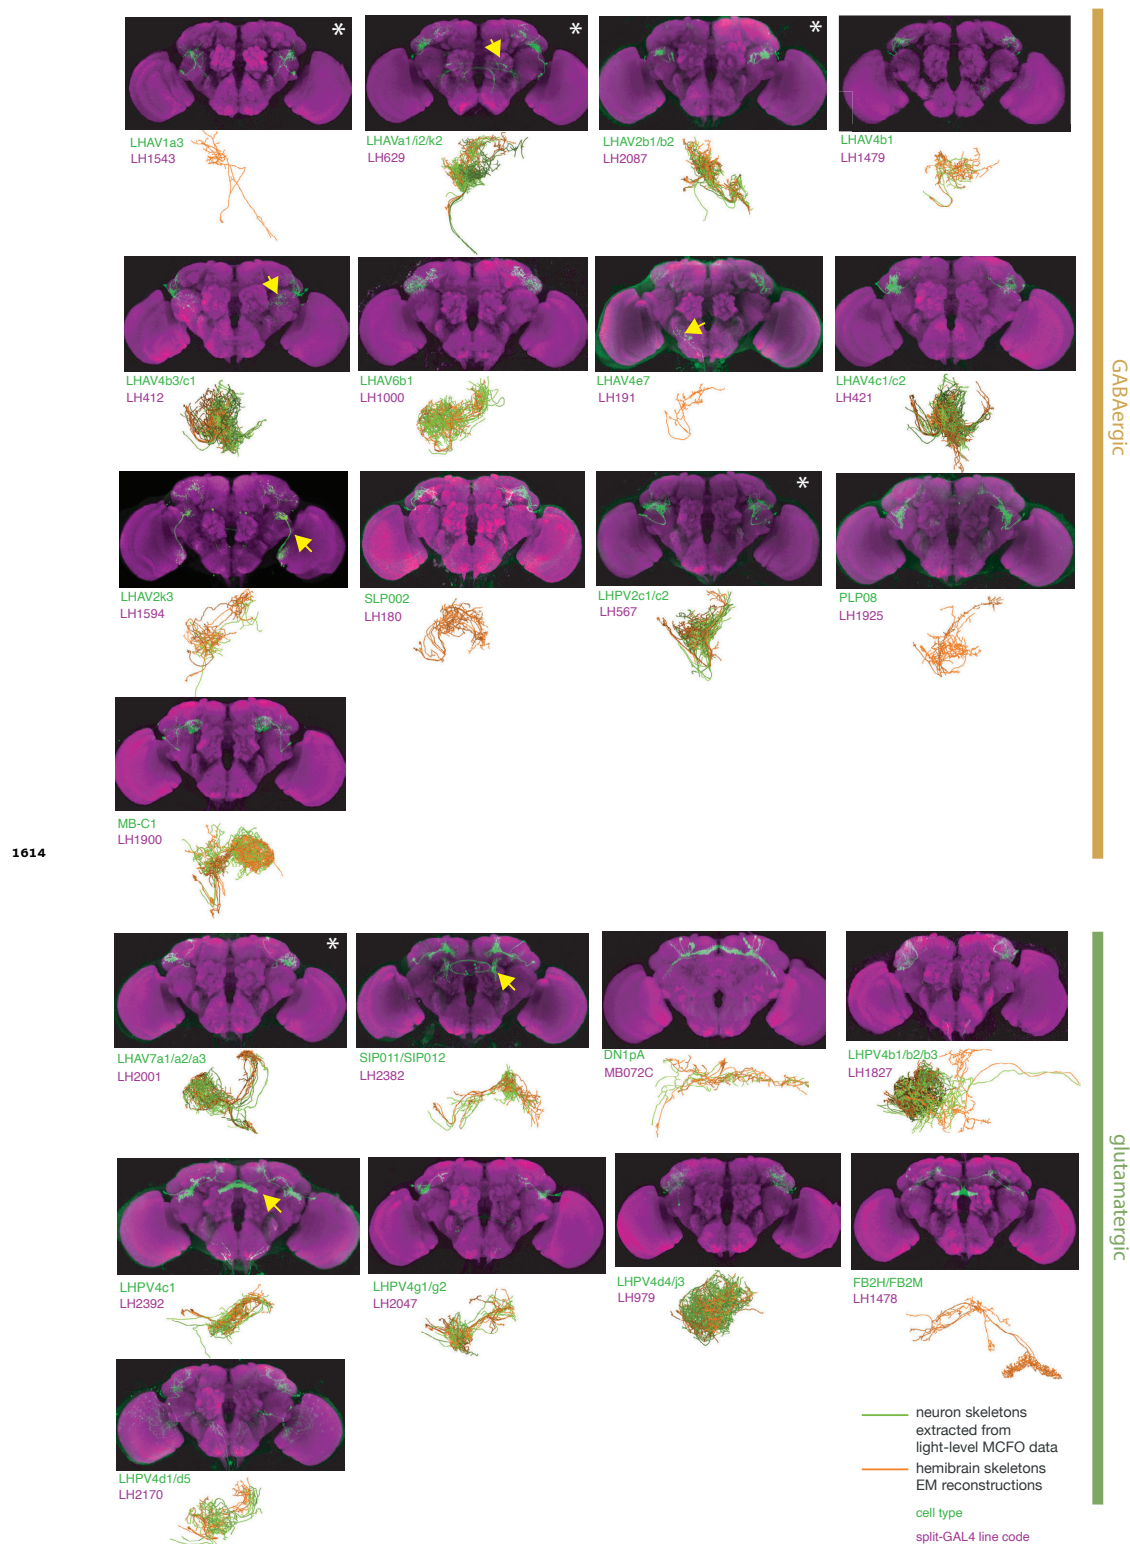 *
*
*
LHAV1a3
LH1543
LHAVa1/i2/k2
LH629
LHAV2b1/b2
LH2087
LHAV4b1
LH1479
LHAV4b3/c1
LH412
LHAV6b1
LH1000
LHAV4e7
LH191
LHAV4c1/c2
LH421
GABAergic
*
LHAV2k3
LH1594
SLP002
LH180
LHPV2c1/c2
LH567
PLP08
LH1925
MB-C1
LH1900
1614
*
LHAV7a1/a2/a3
LH2001
SIP011/SIP012
LH2382
DN1pA
MB072C
LHPV4b1/b2/b3
LH1827
glutamatergic
LHPV4c1
LH2392
LHPV4g1/g2
LH2047
LHPV4d4/j3
LH979
FB2H/FB2M
LH1478
LHPV4d1/d5
LH2170
neuron skeletons
extracted from
light-level MCFO data
hemibrain skeletons
EM reconstructions
cell type
split-GAL4 line code